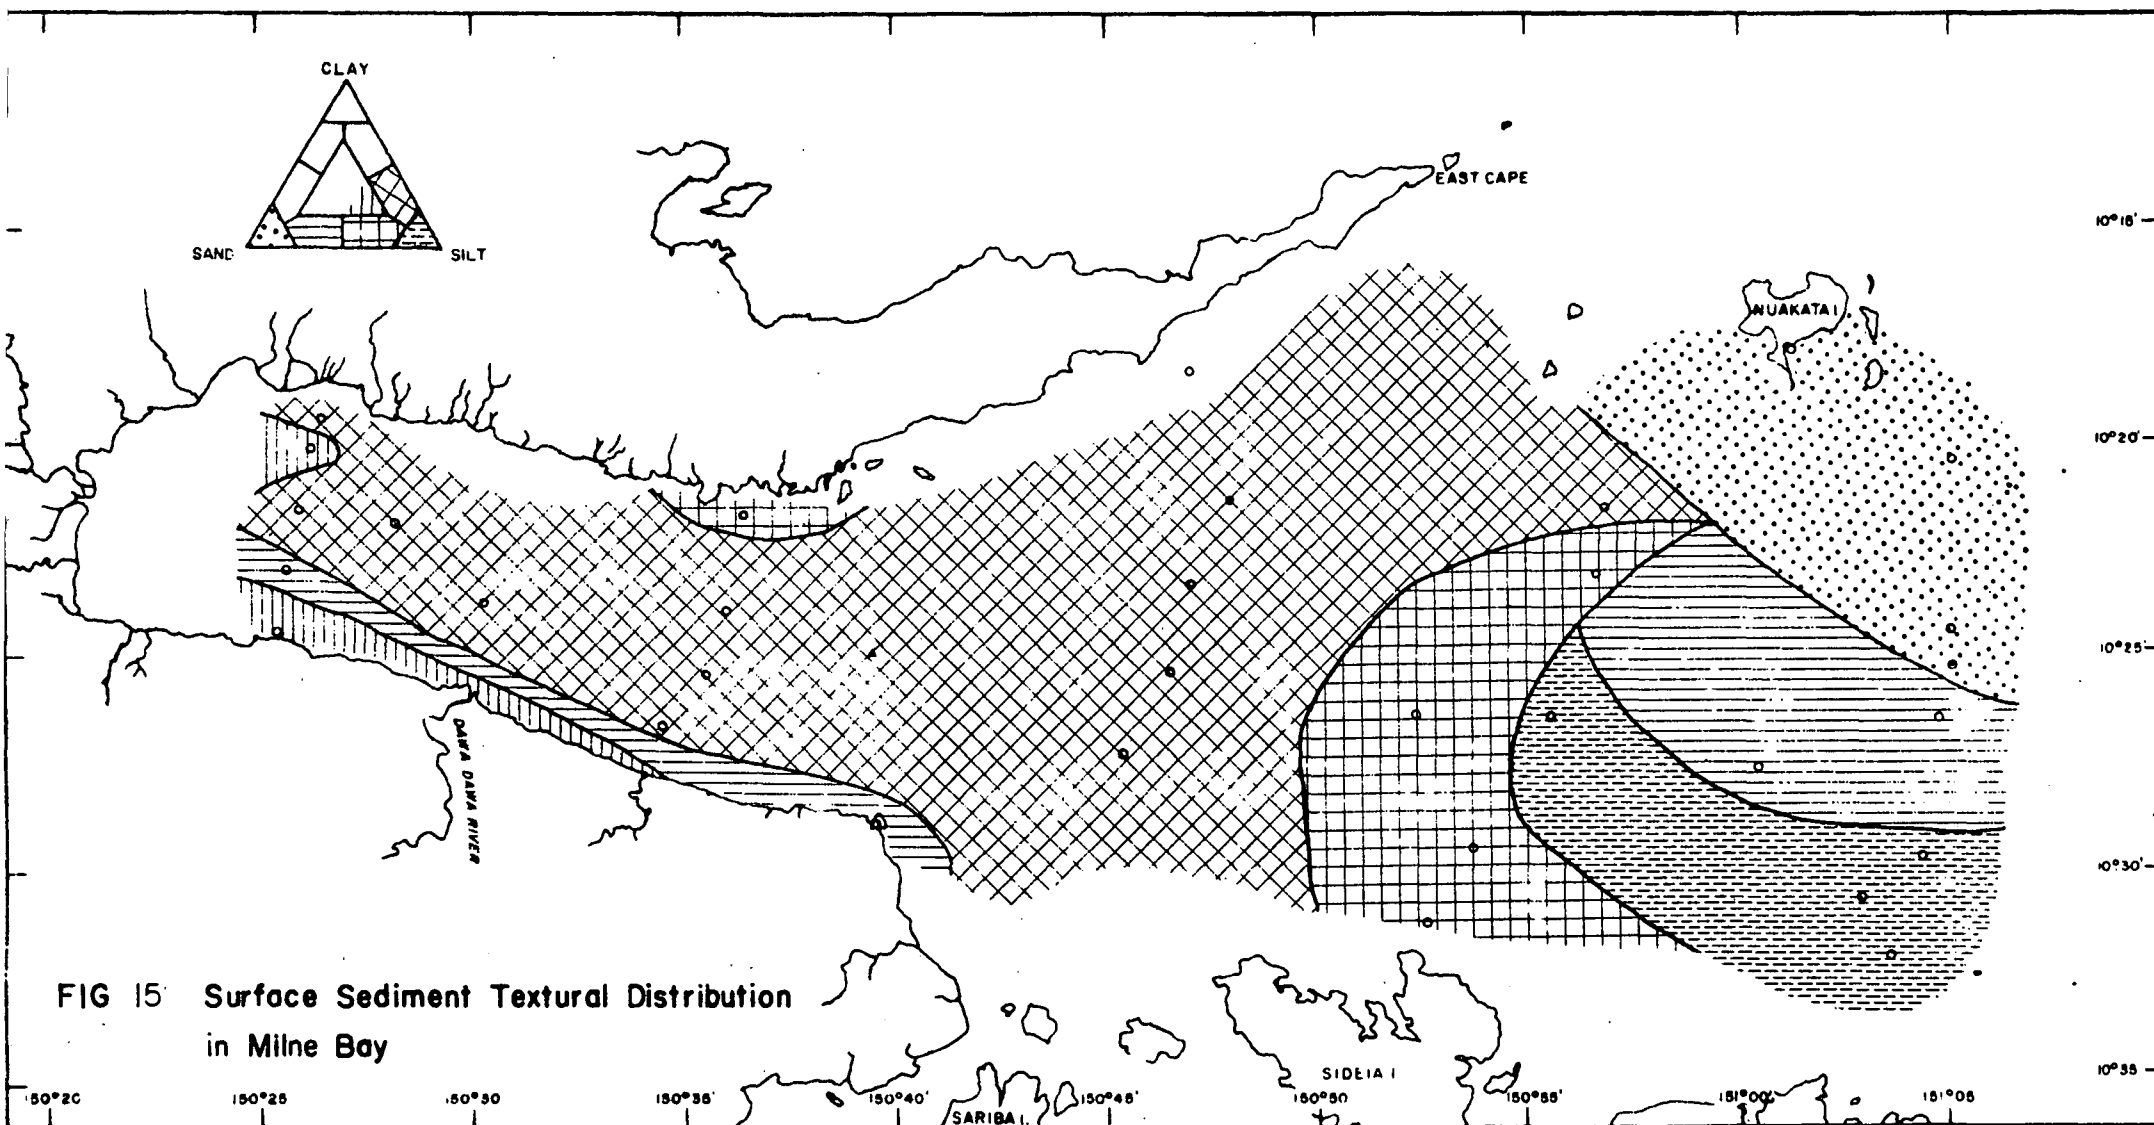 CLAY
SAND
SILT
EAST CAPE
10°15'
NUAKATA I
10°20'
10°25'
DAWA DAWA RIVER
10°30'
FIG 15 Surface Sediment Textural Distribution
in Milne Bay
SIDEIA I
10°35
150°20 150°25 150°30 150°35' 150°40' 150°45' 150°50 150°55' 151°00' 151°05
SARIBA I.